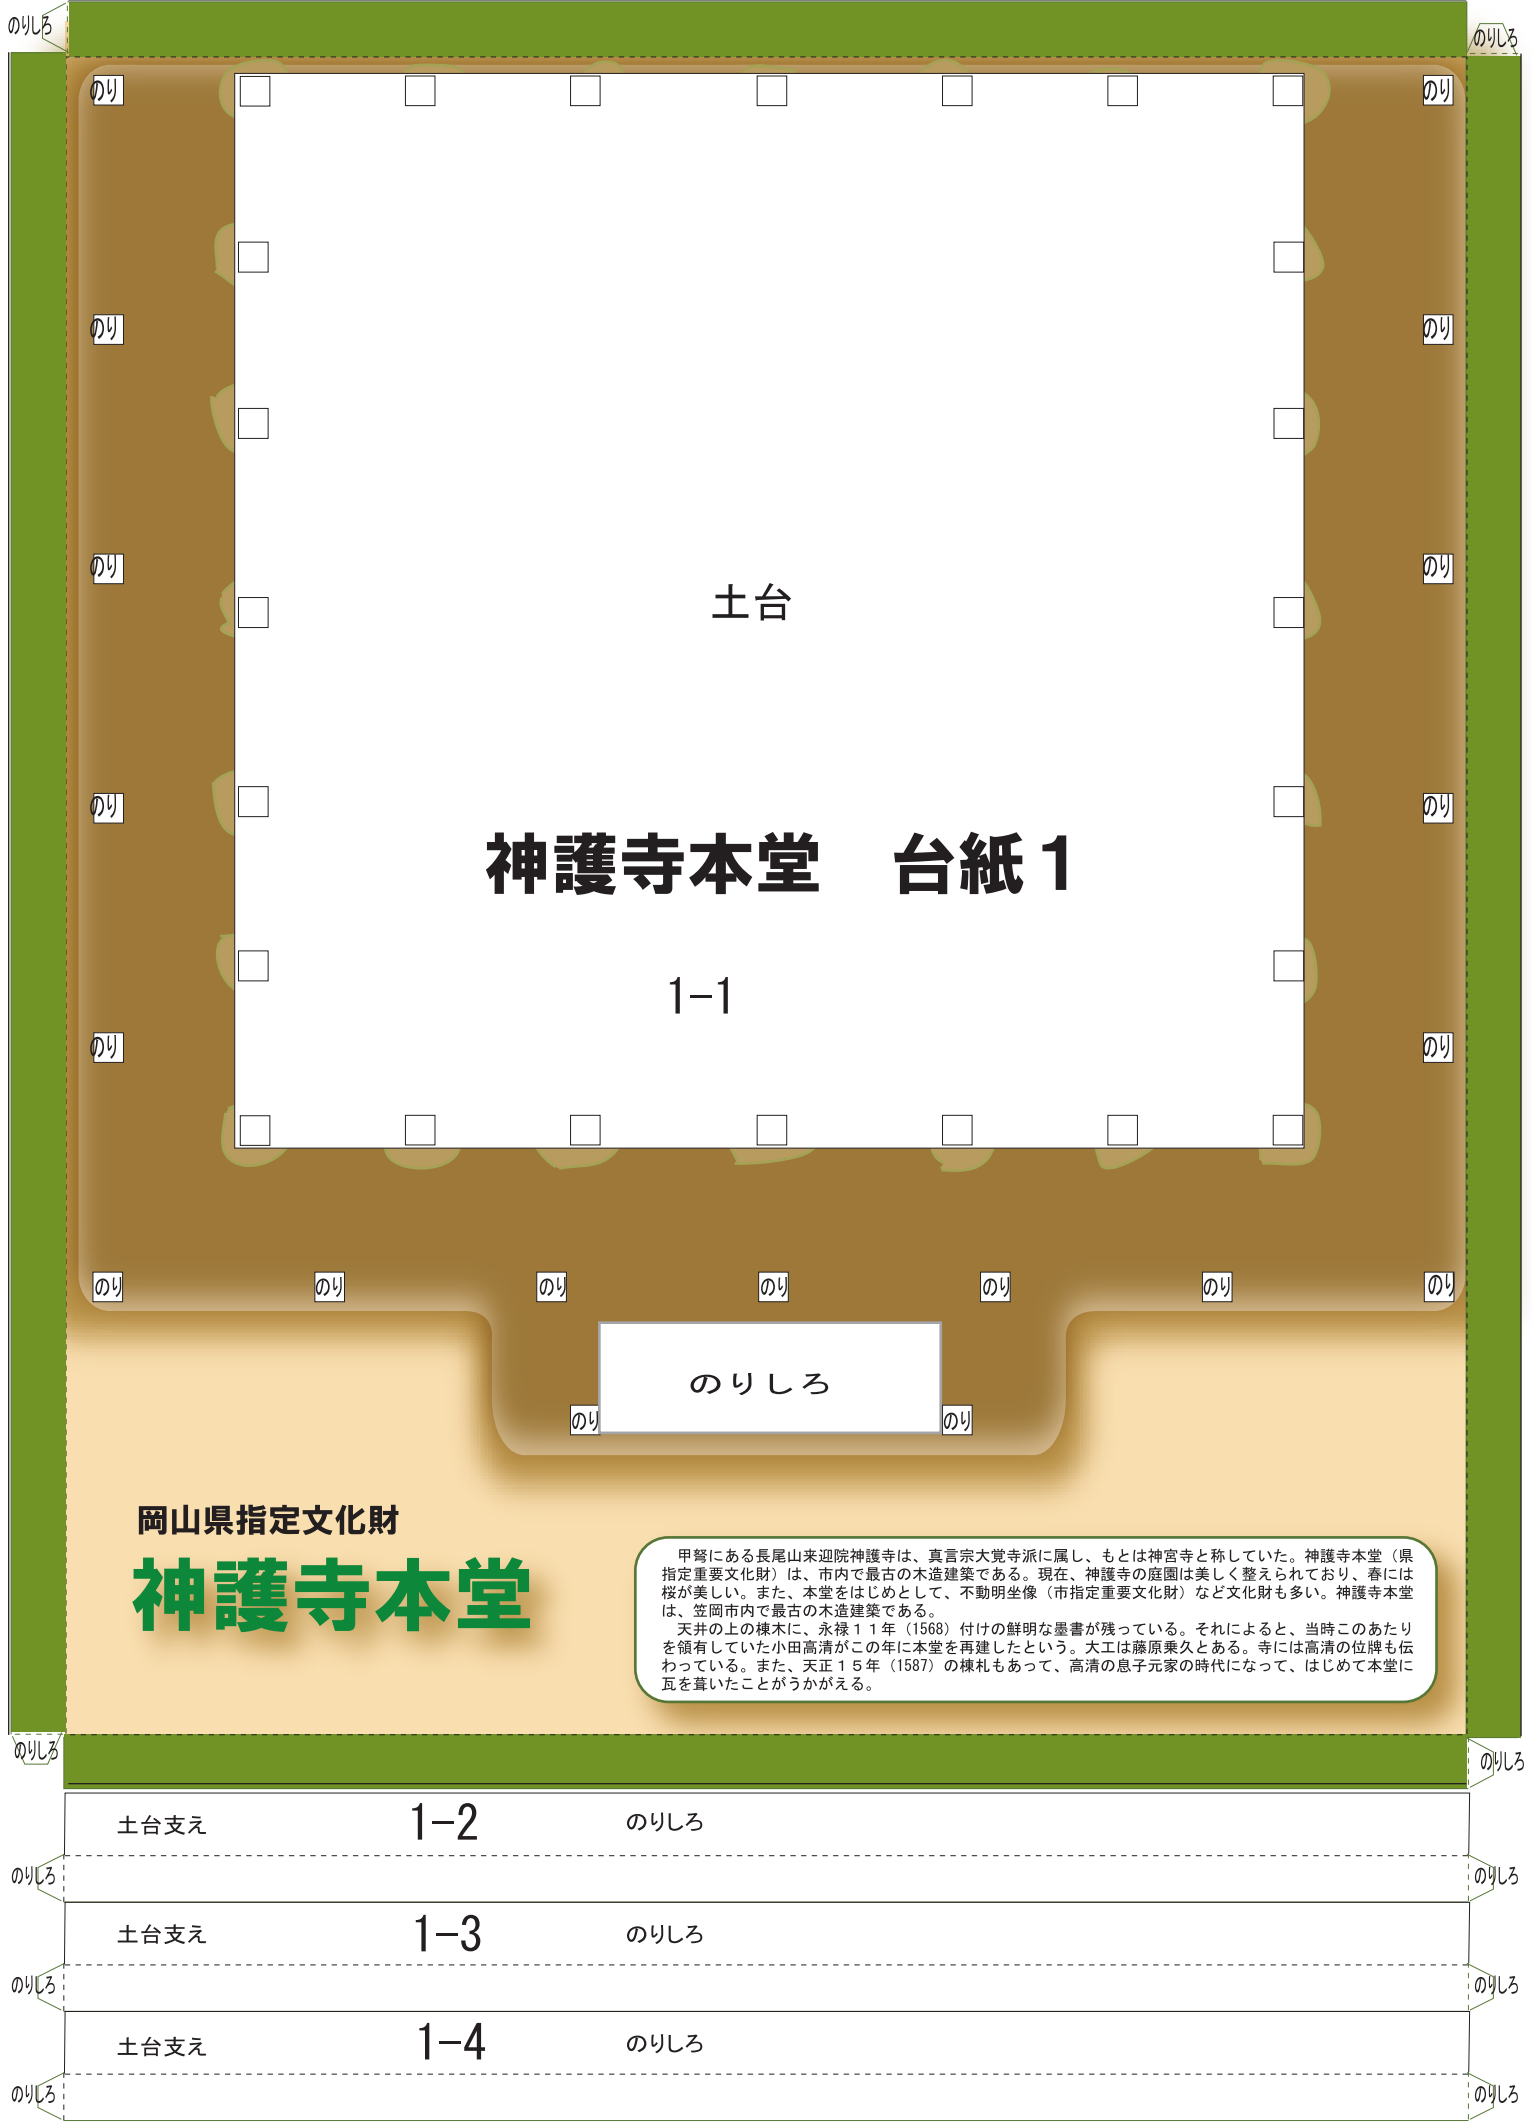 のりしろ
のりしろ
のり
のり
のり
のり
のり
のり
土台
のり
のり
神護寺本堂　台紙１
1-1
のり
のり
のり
のり
のり
のり
のり
のり
のり
のりしろ
のり
のり
岡山県指定文化財
神護寺本堂
　甲弩にある長尾山来迎院神護寺は、真言宗大覚寺派に属し、もとは神宮寺と称していた。神護寺本堂（県
指定重要文化財）は、市内で最古の木造建築である。現在、神護寺の庭園は美しく整えられており、春には
桜が美しい。また、本堂をはじめとして、不動明坐像（市指定重要文化財）など文化財も多い。神護寺本堂
は、笠岡市内で最古の木造建築である。
　天井の上の棟木に、永禄１１年（1568）付けの鮮明な墨書が残っている。それによると、当時このあたり
を領有していた小田高清がこの年に本堂を再建したという。大工は藤原乗久とある。寺には高清の位牌も伝
わっている。また、天正１５年（1587）の棟札もあって、高清の息子元家の時代になって、はじめて本堂に
瓦を葺いたことがうかがえる。
のりしろ
のりしろ
土台支え　1-2　のりしろ
のりしろ
のりしろ
土台支え　1-3　のりしろ
のりしろ
のりしろ
土台支え　1-4　のりしろ
のりしろ
のりしろ